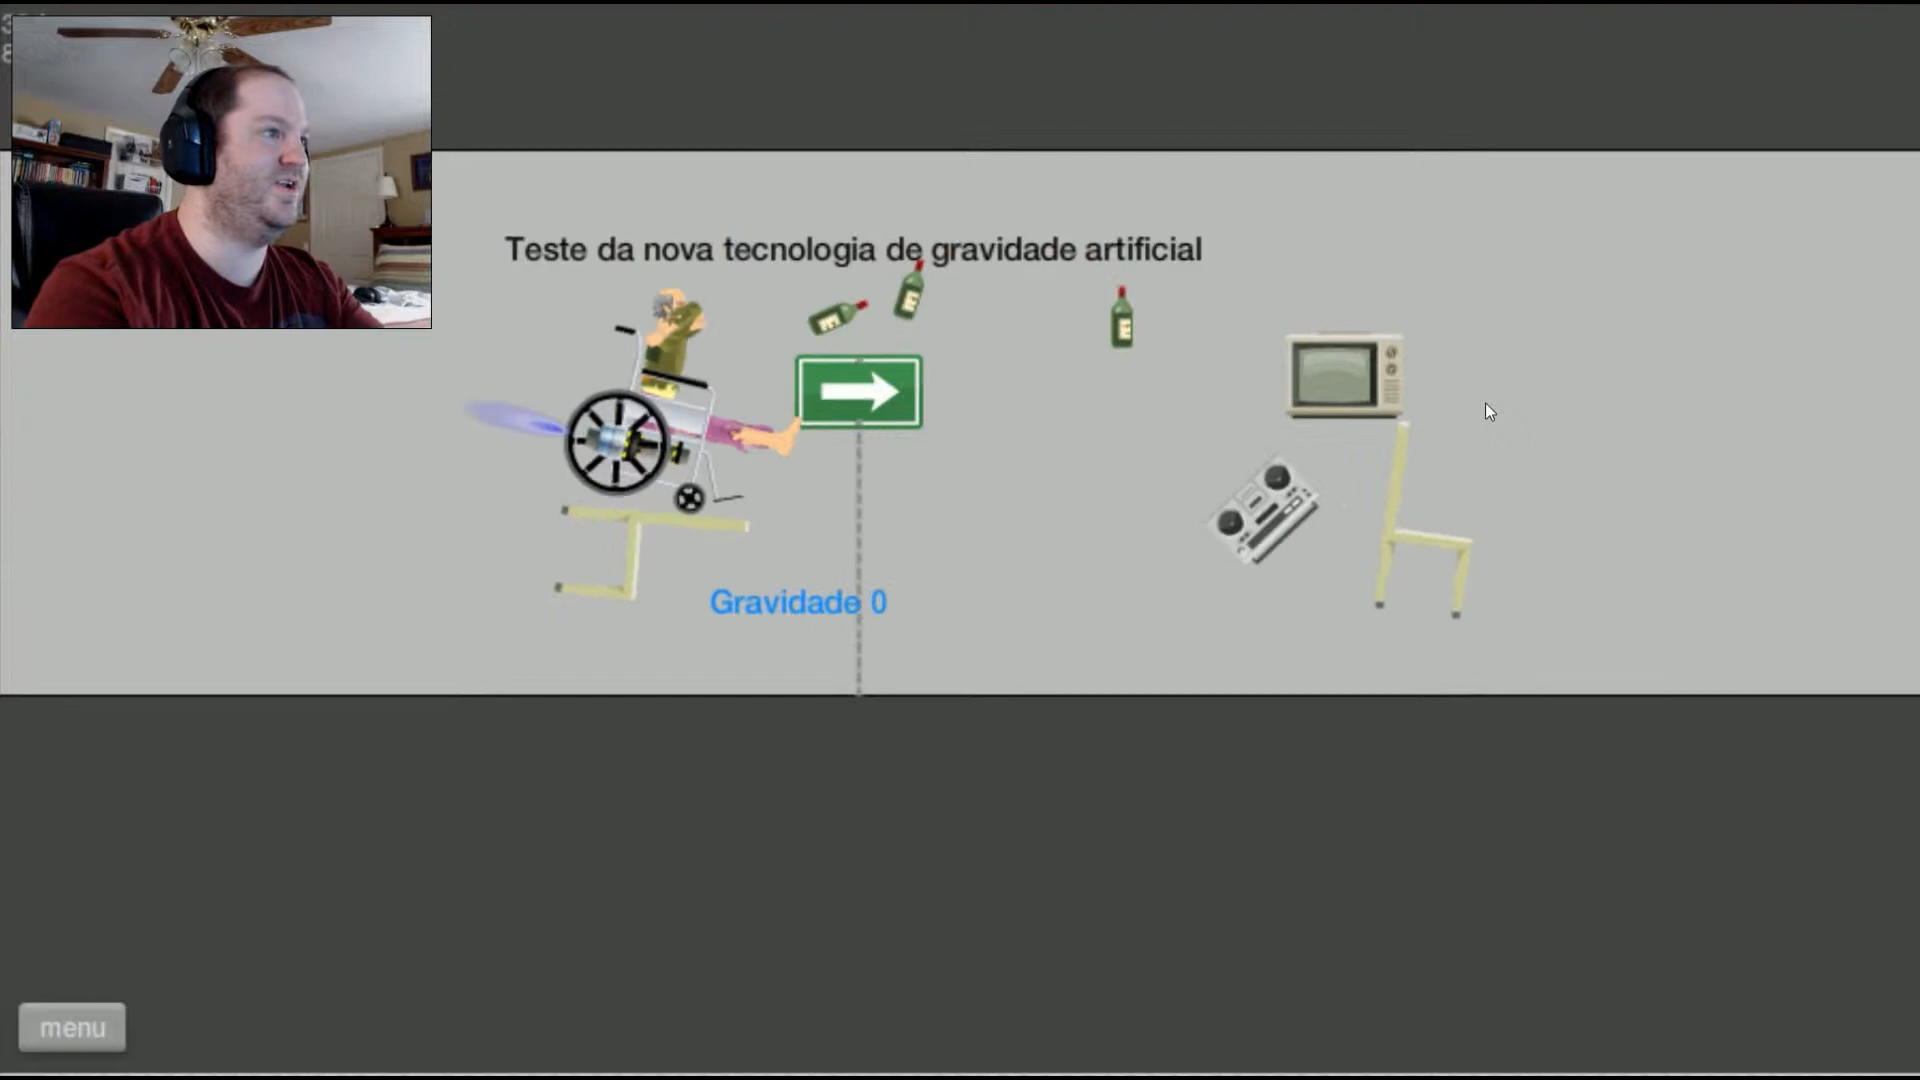 Teste da nova tecnologia de gravidade artificial
Gravidade 0
menu